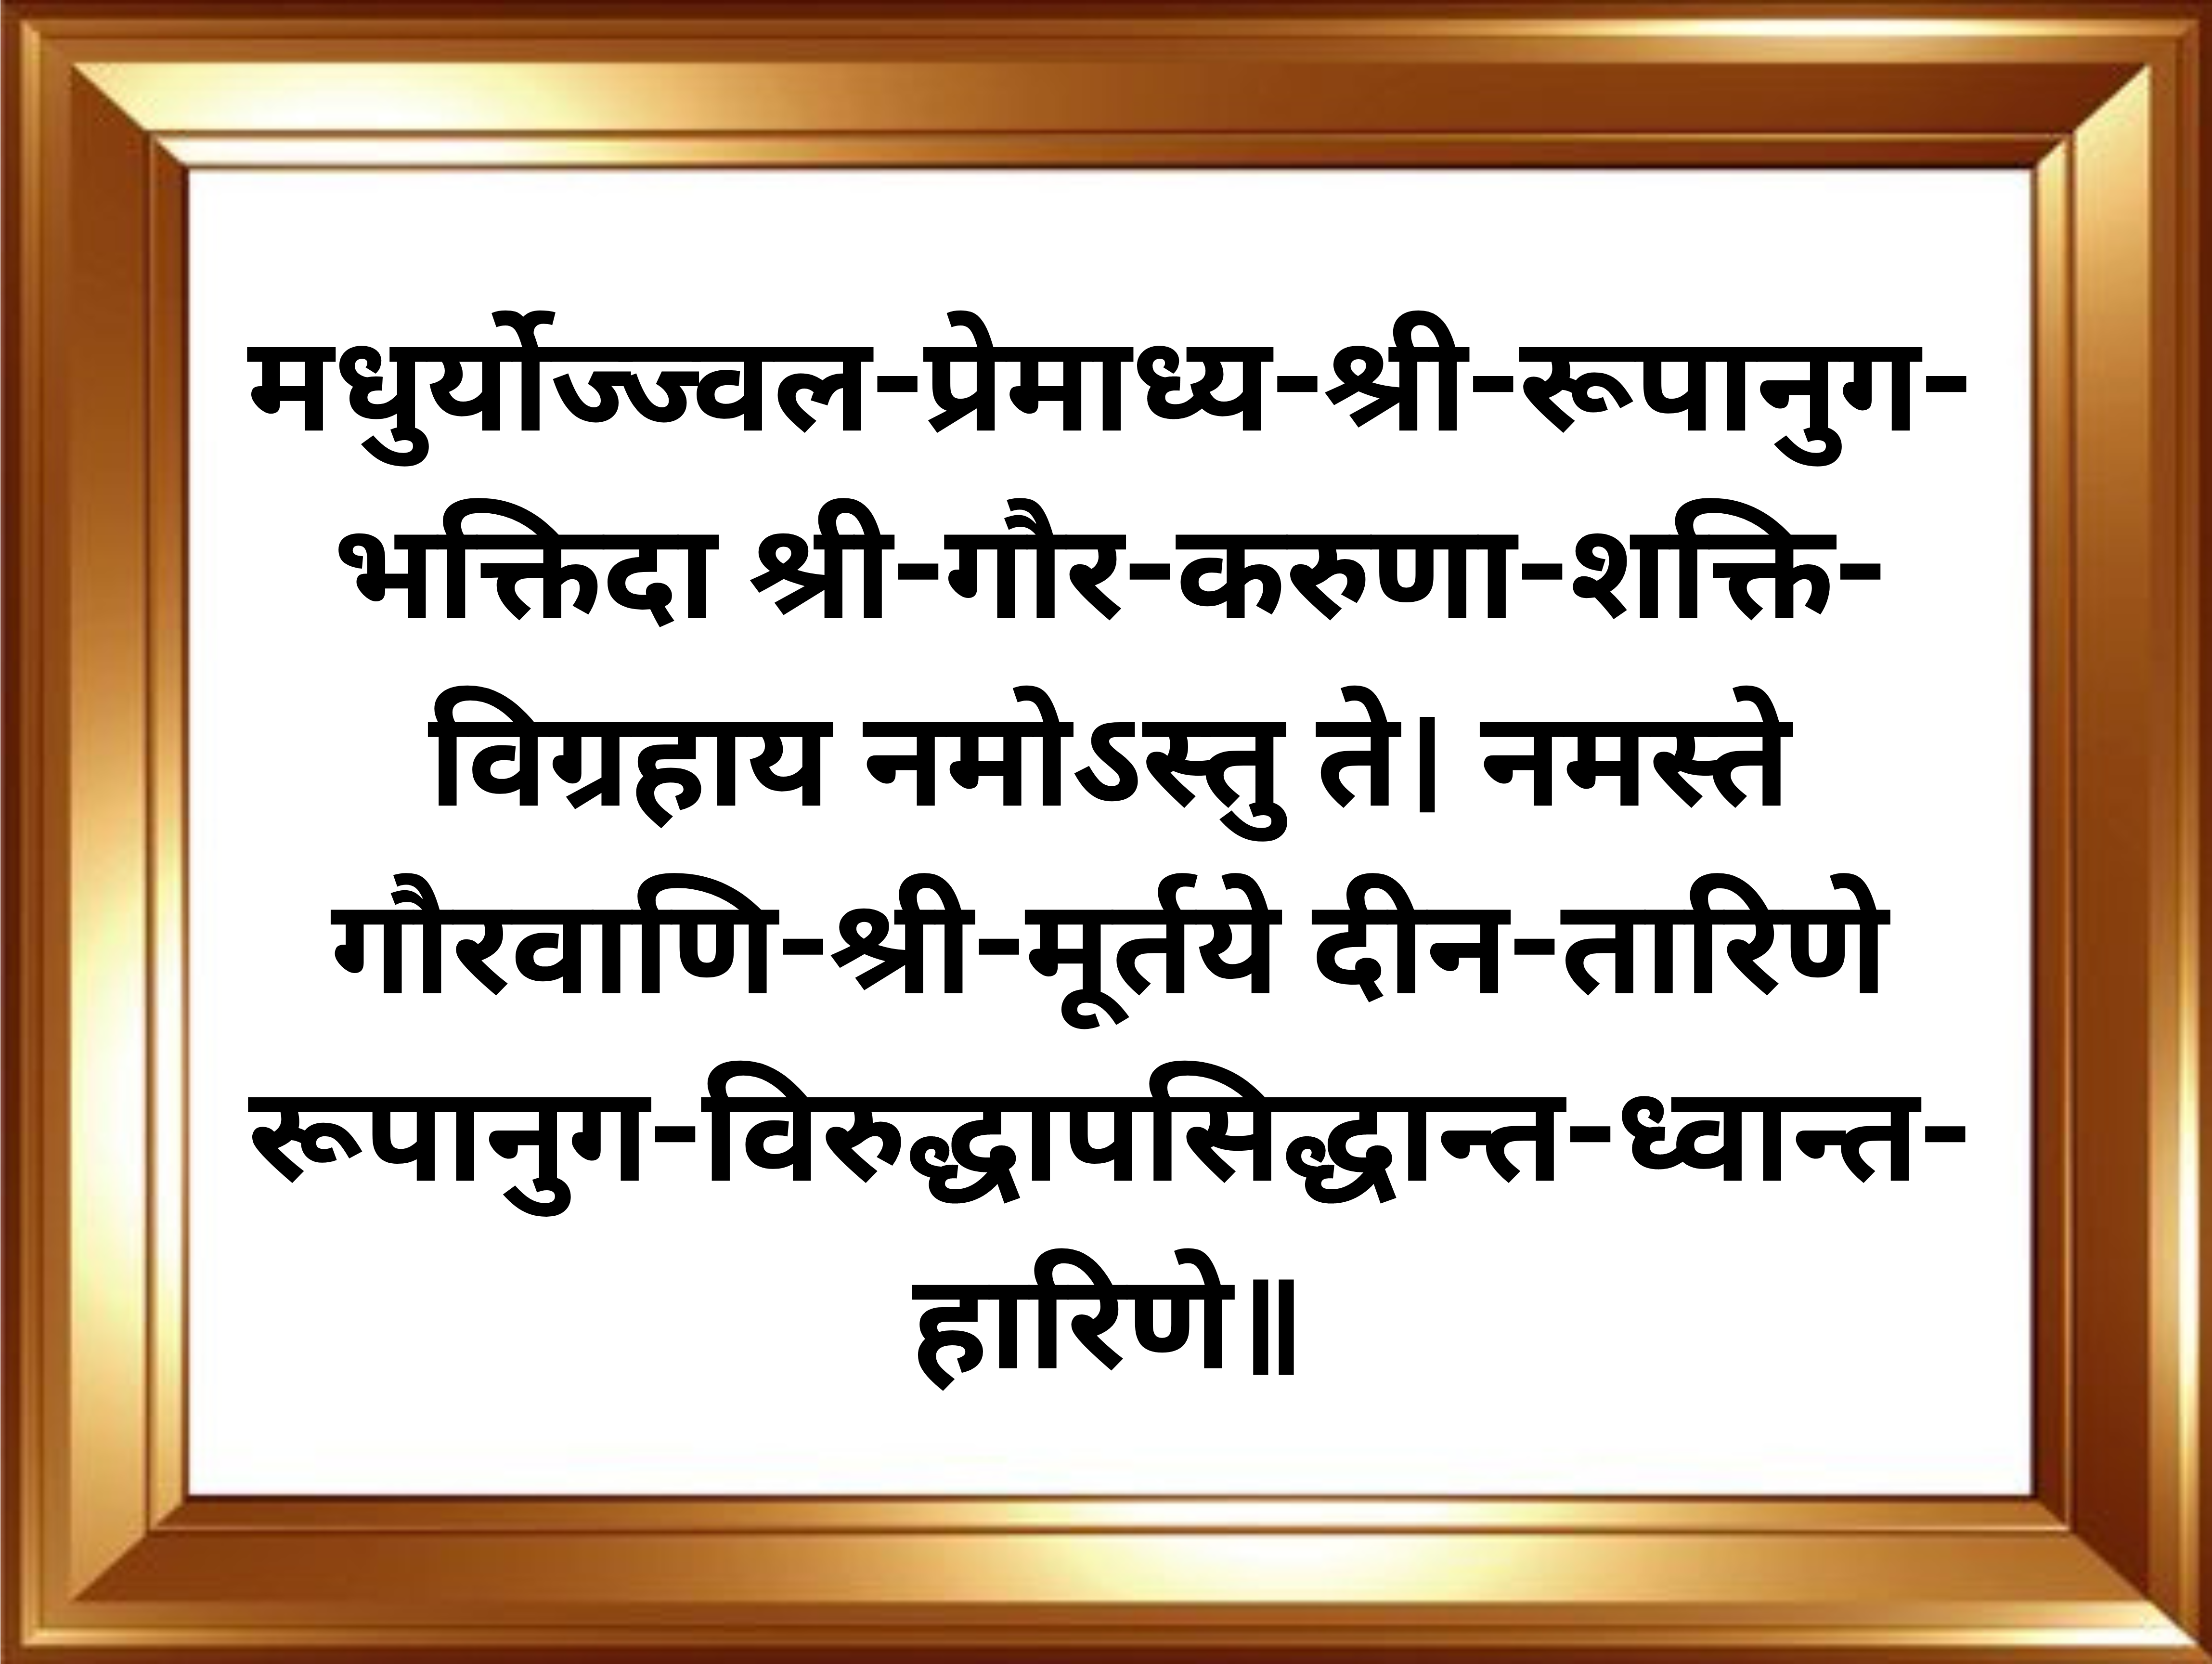 मधुर्योज्ज्वल-प्रेमाध्य-श्री-रूपानुग-
भक्तिदा श्री-गौर-करुणा-शक्ति-
विग्रहाय नमोऽस्तु ते। नमस्ते
गौरवाणि-श्री-मूर्तये दीन-तारिणे
रूपानुग-विरुद्धापसिद्धान्त-ध्वान्त-
हारिणे॥